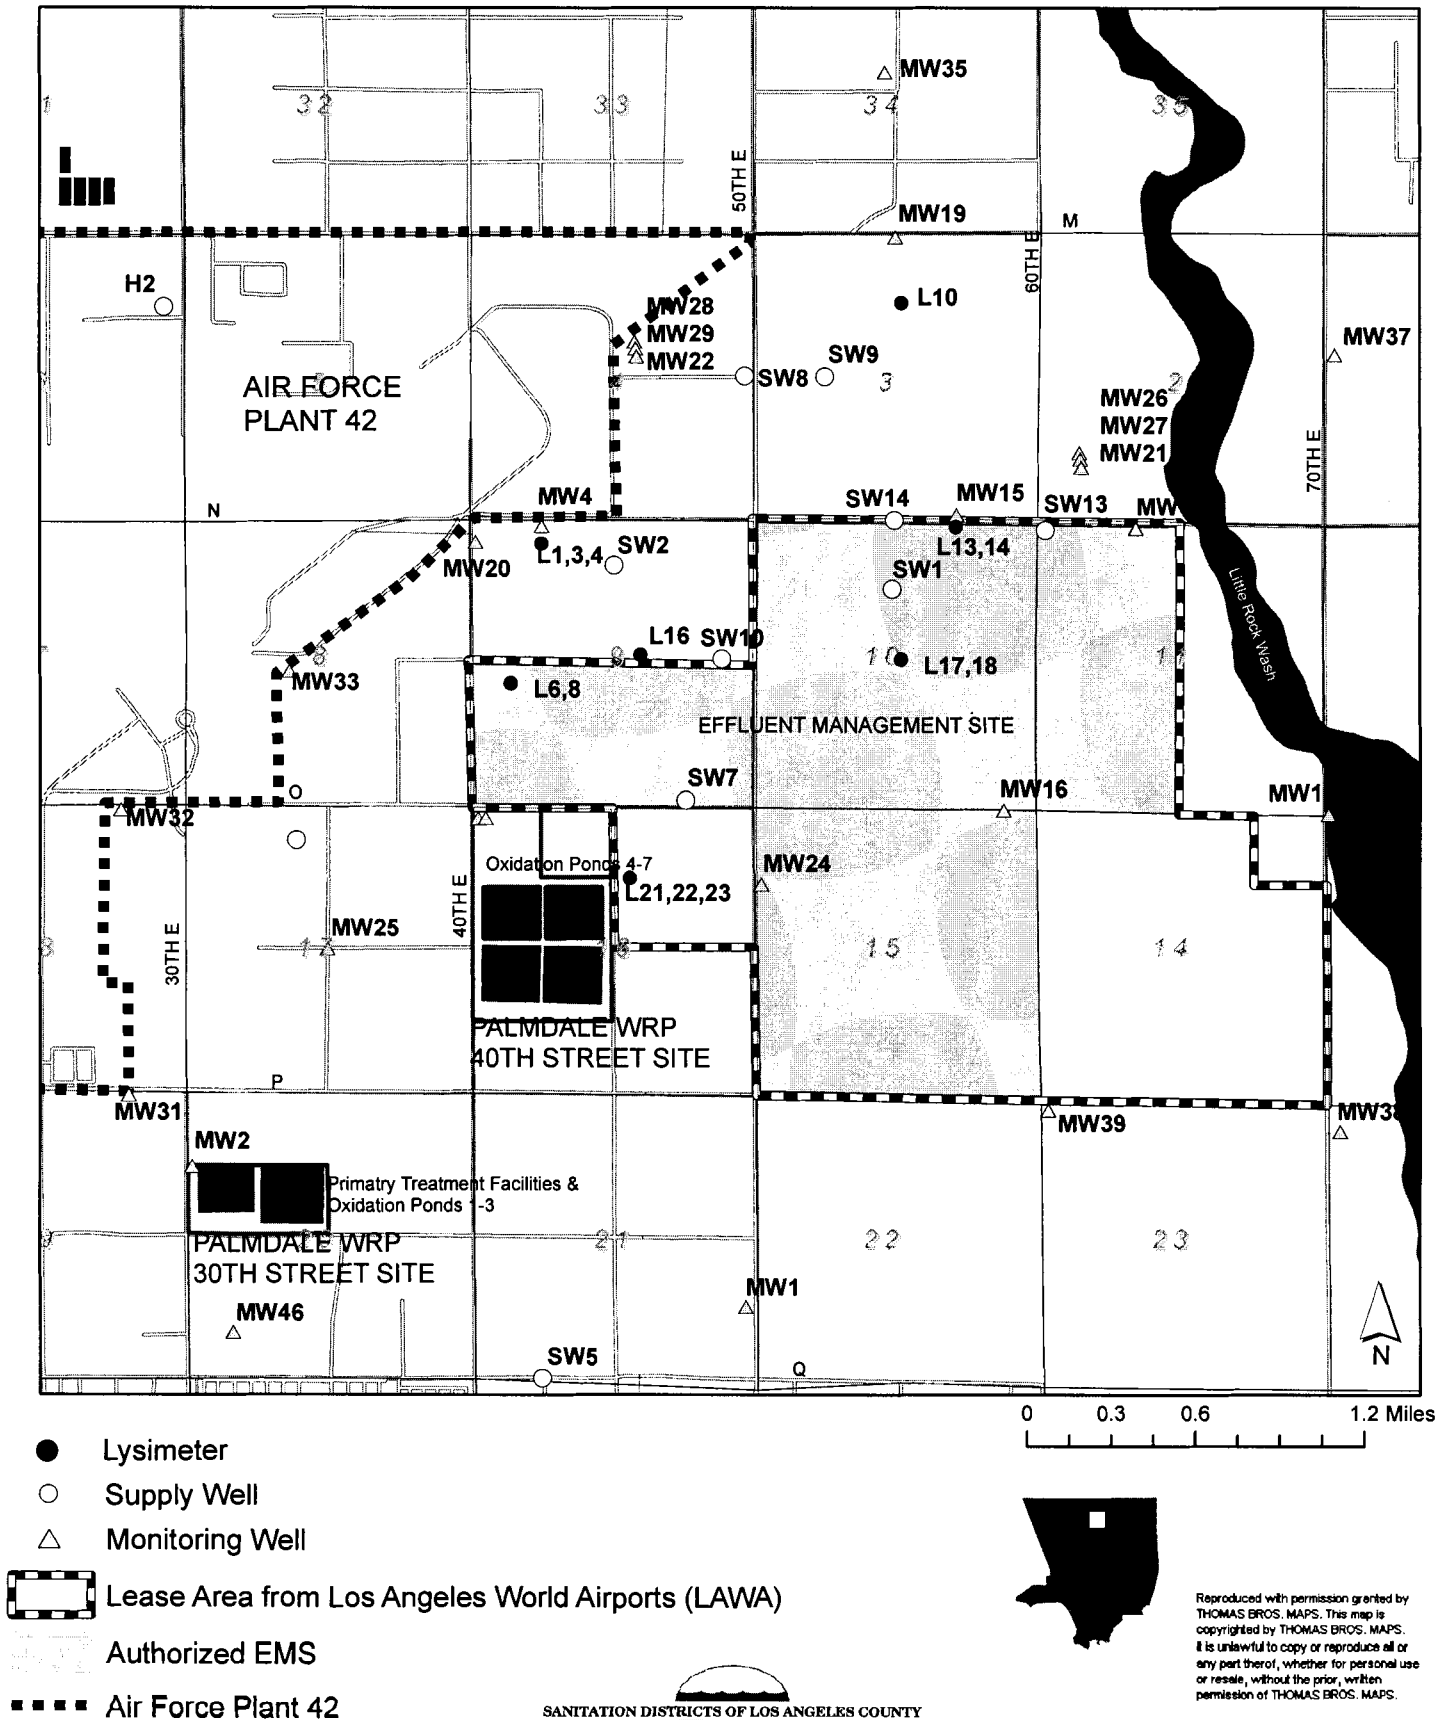 MW35
1
32
33
34
35
50TH E
MW19
M
60TH E
H2
MW28
L10
MW29
MW37
MW22
SW9
SW8
3
2
AIR FORCE
PLANT 42
MW26
MW27
MW21
70TH E
MW4
SW14
MW15
SW13
MW
N
L1,3,4
SW2
L13,14
MW20
SW1
Little Rock Wash
L16
SW10
8
9
10
L17,18
MW33
L6,8
EFFLUENT MANAGEMENT SITE
SW7
O
MW16
MW1
MW32
Oxidation Ponds 4-7
MW24
40TH E
L21,22,23
30TH E
MW25
8
17
15
14
PALMDALE WRP
40TH STREET SITE
P
MW31
MW39
MW38
MW2
Primatry Treatment Facilities &
Oxidation Ponds 1-3
PALMDALE WRP
30TH STREET SITE
21
22
23
MW46
MW1
SW5
Q
N
0 0.3 0.6 1.2 Miles
Lysimeter
Supply Well
Monitoring Well
Lease Area from Los Angeles World Airports (LAWA)
Authorized EMS
Air Force Plant 42
SANITATION DISTRICTS OF LOS ANGELES COUNTY
Reproduced with permission granted by
THOMAS BROS. MAPS. This map is
copyrighted by THOMAS BROS. MAPS.
It is unlawful to copy or reproduce all or
any part therof, whether for personal use
or resale, without the prior, written
permission of THOMAS BROS. MAPS.